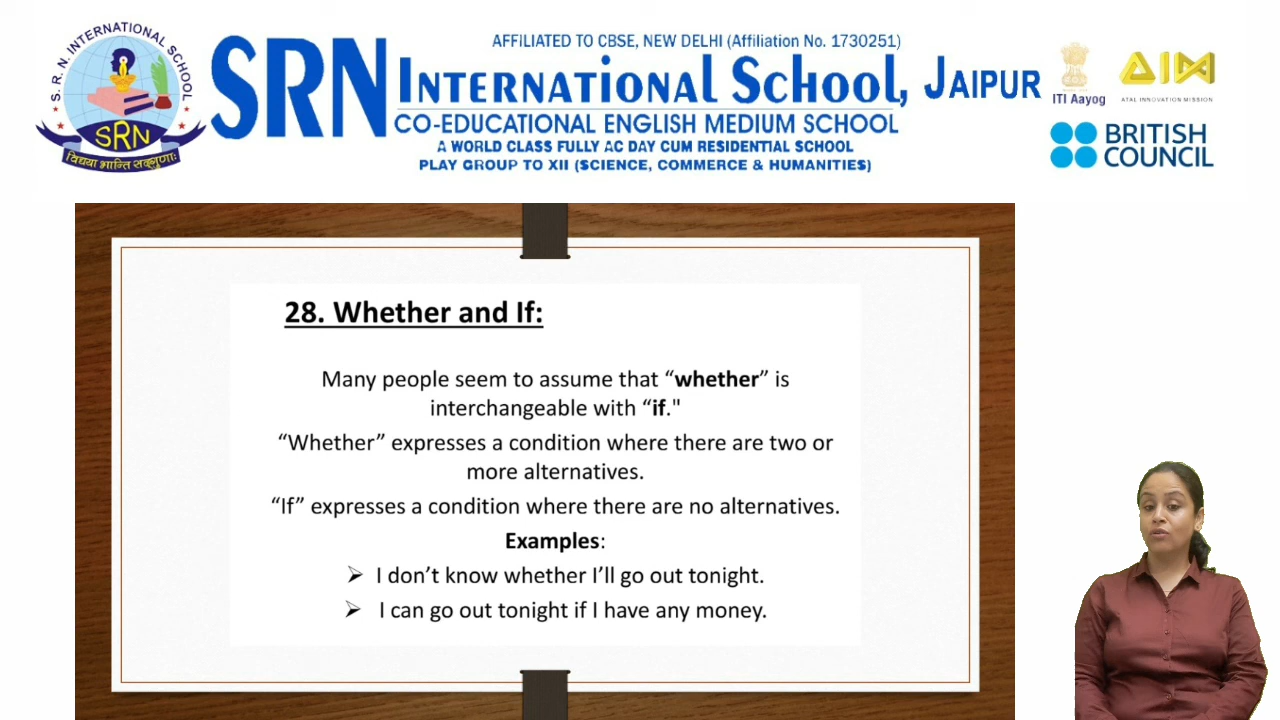 S. R. N. INTERNATIONAL SCHOOL
SRN
विद्या भान्ति सद्गुणाः
SRN INTERNATIONAL SCHOOL, JAIPUR
AFFILIATED TO CBSE, NEW DELHI (Affiliation No. 1730251)
CO-EDUCATIONAL ENGLISH MEDIUM SCHOOL
A WORLD CLASS FULLY AC DAY CUM RESIDENTIAL SCHOOL
PLAY GROUP TO XII (SCIENCE, COMMERCE & HUMANITIES)
ITI Aayog
AIM
ATAL INNOVATION MISSION
BRITISH
COUNCIL
28. Whether and If:
Many people seem to assume that “whether” is
interchangeable with “if."
“Whether” expresses a condition where there are two or
more alternatives.
“If” expresses a condition where there are no alternatives.
Examples:
➢ I don’t know whether I’ll go out tonight.
➢ I can go out tonight if I have any money.